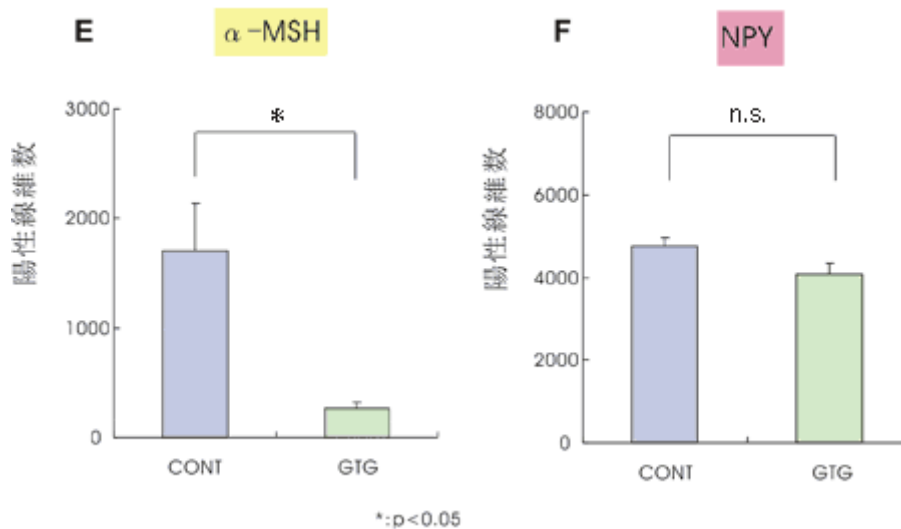 E
α-MSH
陽性線維数
3000
2000
1000
0
*
CONT
GTG
*:p<0.05
F
NPY
陽性線維数
8000
6000
4000
2000
0
n.s.
CONT
GTG